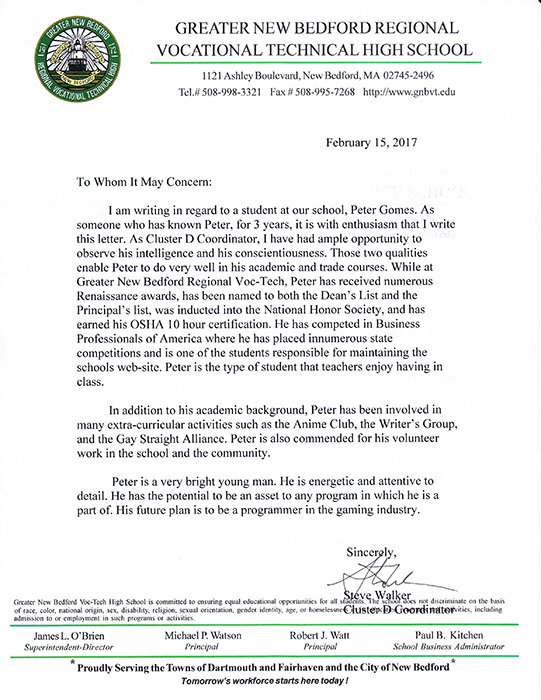 GREATER NEW BEDFORD
REGIONAL VOCATIONAL TECHNICAL HIGH
NEW BEDFORD
GREATER NEW BEDFORD REGIONAL
VOCATIONAL TECHNICAL HIGH SCHOOL
1121 Ashley Boulevard, New Bedford, MA 02745-2496
Tel.# 508-998-3321 Fax # 508-995-7268 http://www.gnbvt.edu
February 15, 2017
To Whom It May Concern:
I am writing in regard to a student at our school, Peter Gomes. As
someone who has known Peter, for 3 years, it is with enthusiasm that I write
this letter. As Cluster D Coordinator, I have had ample opportunity to
observe his intelligence and his conscientiousness. Those two qualities
enable Peter to do very well in his academic and trade courses. While at
Greater New Bedford Regional Voc-Tech, Peter has received numerous
Renaissance awards, has been named to both the Dean's List and the
Principal's list, was inducted into the National Honor Society, and has
earned his OSHA 10 hour certification. He has competed in Business
Professionals of America where he has placed innumerous state
competitions and is one of the students responsible for maintaining the
schools web-site. Peter is the type of student that teachers enjoy having in
class.
In addition to his academic background, Peter has been involved in
many extra-curricular activities such as the Anime Club, the Writer's Group,
and the Gay Straight Alliance. Peter is also commended for his volunteer
work in the school and the community.
Peter is a very bright young man. He is energetic and attentive to
detail. He has the potential to be an asset to any program in which he is a
part of. His future plan is to be a programmer in the gaming industry.
Sincerely,
Steve Walker
Cluster D Coordinator
Greater New Bedford Voc-Tech High School is committed to ensuring equal educational opportunities for all students. The school does not discriminate on the basis
of race, color, national origin, sex, disability, religion, sexual orientation, gender identity, age, or homelessness activities, including
admission to or employment in such programs or activities.
James L. O'Brien Michael P. Watson Robert J. Watt Paul B. Kitchen
Superintendent-Director Principal Principal School Business Administrator
*Proudly Serving the Towns of Dartmouth and Fairhaven and the City of New Bedford*
Tomorrow's workforce starts here today!